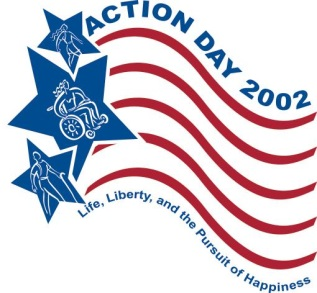 ACTION DAY 2002
Life, Liberty, and the Pursuit of Happiness